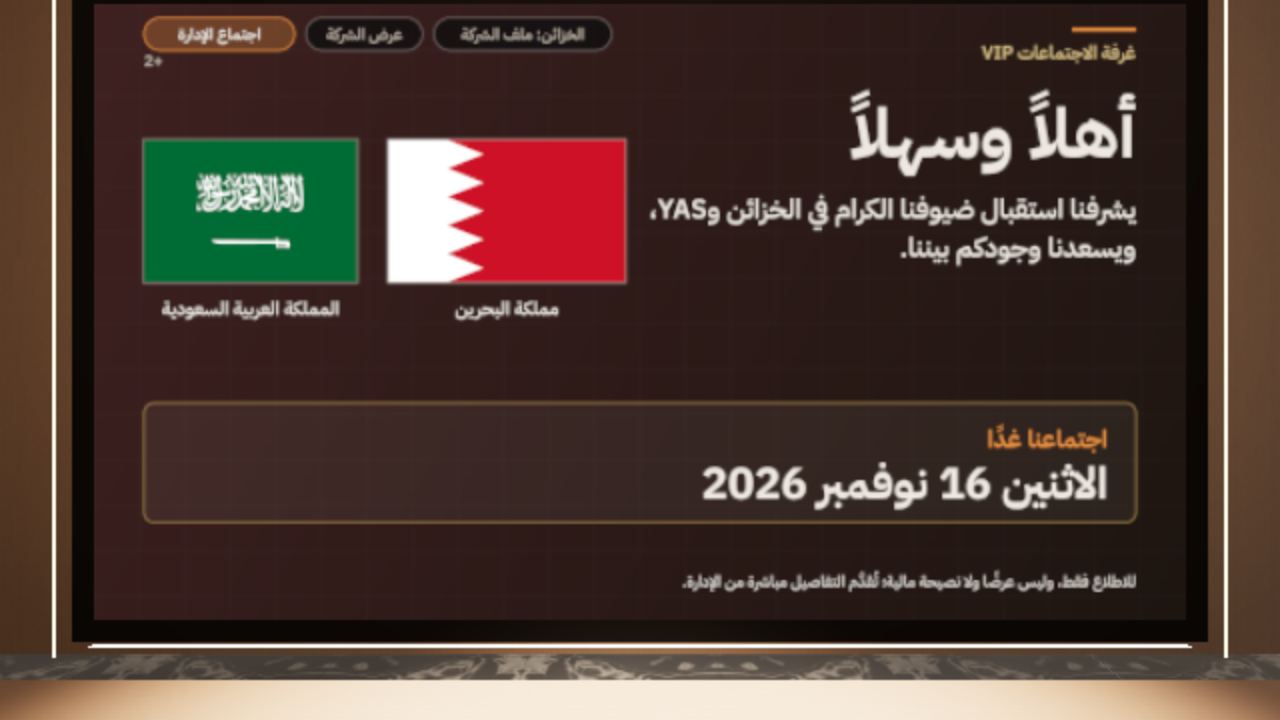 غرفة الاجتماعات VIP
الخزائن: ملف الشركة
عرض الشركة
اجتماع الإدارة
+2
أهلاً وسهلاً
يشرفنا استقبال ضيوفنا الكرام في الخزائن وYAS،
ويسعدنا وجودكم بيننا.
مملكة البحرين
المملكة العربية السعودية
اجتماعنا غدًا
الاثنين 16 نوفمبر 2026
للاطلاع فقط، وليس عرضًا ولا نصيحة مالية؛ تُقدَّم التفاصيل مباشرة من الإدارة.